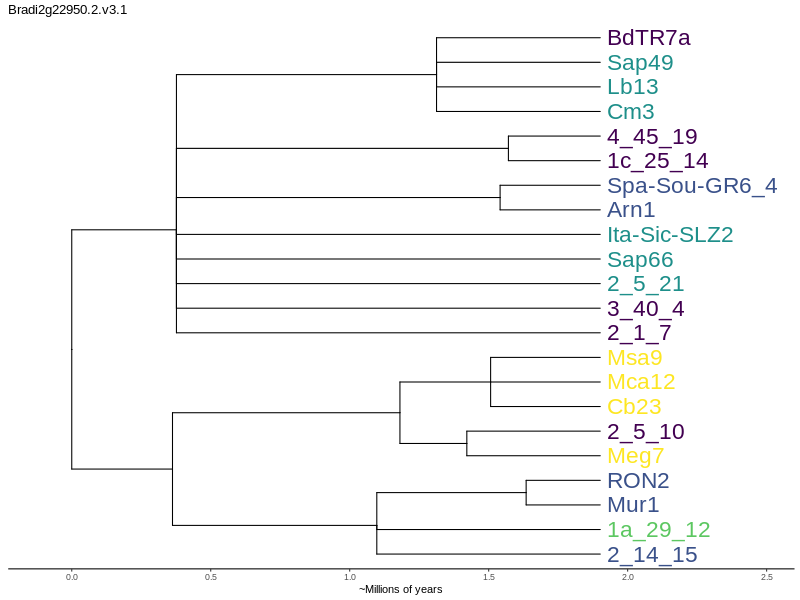 Bradi2g22950.2.v3.1
BdTR7a
Sap49
Lb13
Cm3
4_45_19
1c_25_14
Spa-Sou-GR6_4
Arn1
Ita-Sic-SLZ2
Sap66
2_5_21
3_40_4
2_1_7
Msa9
Mca12
Cb23
2_5_10
Meg7
RON2
Mur1
1a_29_12
2_14_15
0.0 0.5 1.0 1.5 2.0 2.5
~Millions of years